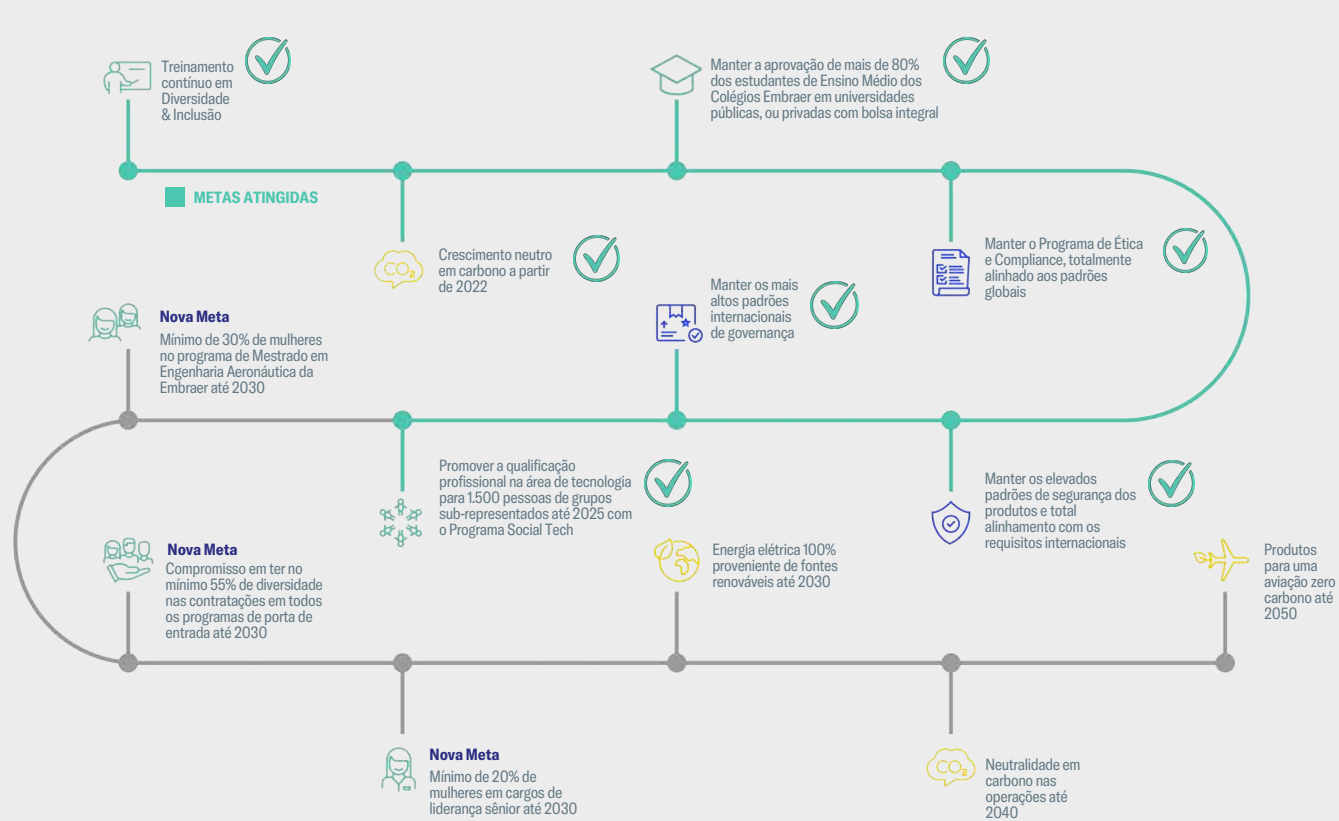 Treinamento
contínuo em
Diversidade
& Inclusão
Manter a aprovação de mais de 80%
dos estudantes de Ensino Médio dos
Colégios Embraer em universidades
públicas, ou privadas com bolsa integral
METAS ATINGIDAS
CO₂
Crescimento neutro
em carbono a partir
de 2022
Manter o Programa de Ética
e Compliance, totalmente
alinhado aos padrões
globais
Manter os mais
altos padrões
internacionais
de governança
Nova Meta
Mínimo de 30% de mulheres
no programa de Mestrado em
Engenharia Aeronáutica da
Embraer até 2030
Promover a qualificação
profissional na área de tecnologia
para 1.500 pessoas de grupos
sub-representados até 2025 com
o Programa Social Tech
Manter os elevados
padrões de segurança dos
produtos e total
alinhamento com os
requisitos internacionais
Nova Meta
Compromisso em ter no
mínimo 55% de diversidade
nas contratações em todos
os programas de porta de
entrada até 2030
Energia elétrica 100%
proveniente de fontes
renováveis até 2030
Produtos
para uma
aviação zero
carbono até
2050
Nova Meta
Mínimo de 20% de
mulheres em cargos de
liderança sênior até 2030
CO₂
Neutralidade em
carbono nas
operações até
2040